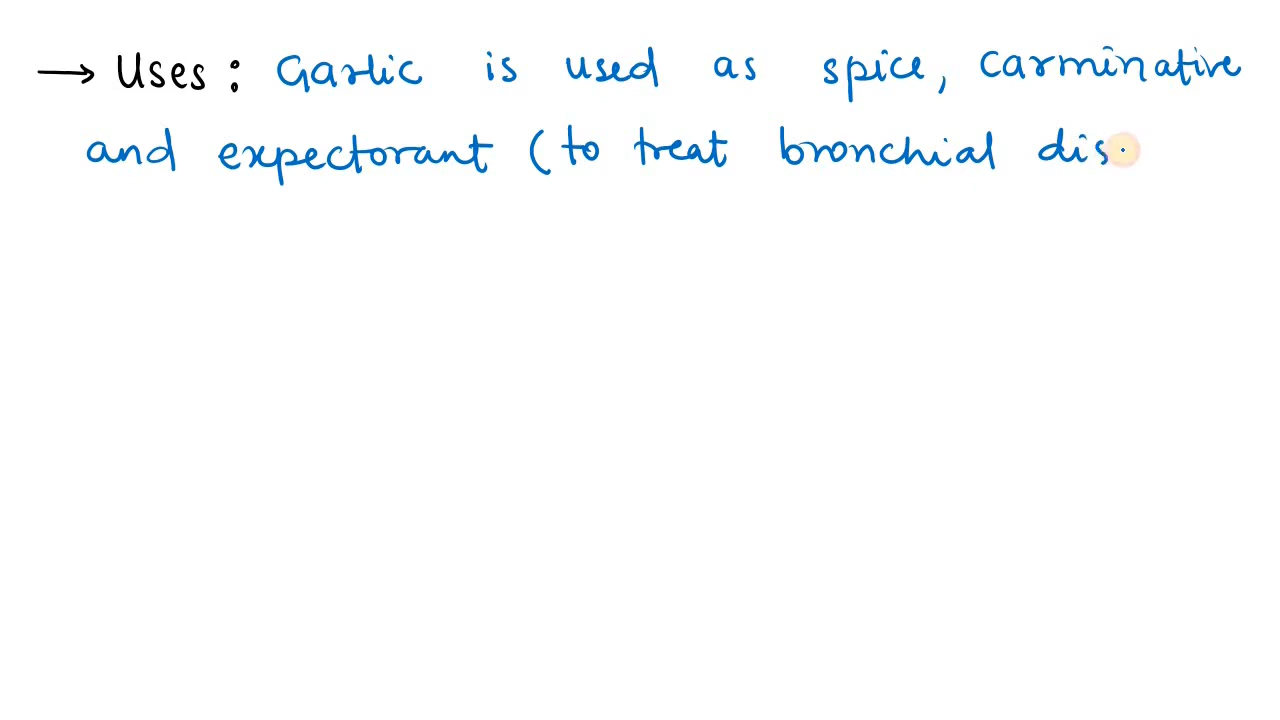 → Uses: Garlic is used as spice, carminative
and expectorant (to treat bronchial dis